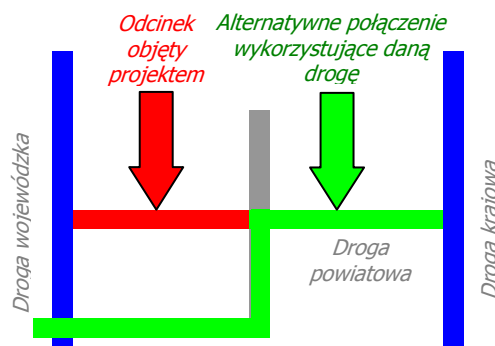 Odcinek
objęty
projektem
Alternatywne połączenie
wykorzystujące daną
drogę
Droga wojewódzka
Droga
powiatowa
Droga krajowa